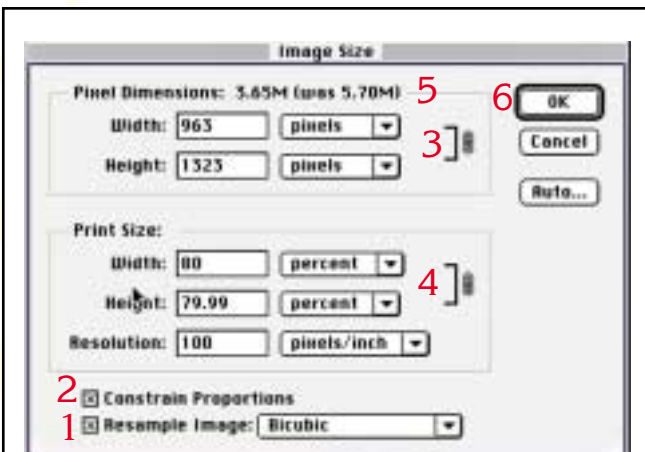 Image Size
Pixel Dimensions: 3.65M (was 5.70M) 5
6 OK
Width: 963 pixels
3
Cancel
Height: 1323 pixels
Auto...
Print Size:
Width: 80 percent
4
Height: 79.99 percent
Resolution: 100 pixels/inch
2 Constrain Proportions
1 Resample Image: Bicubic